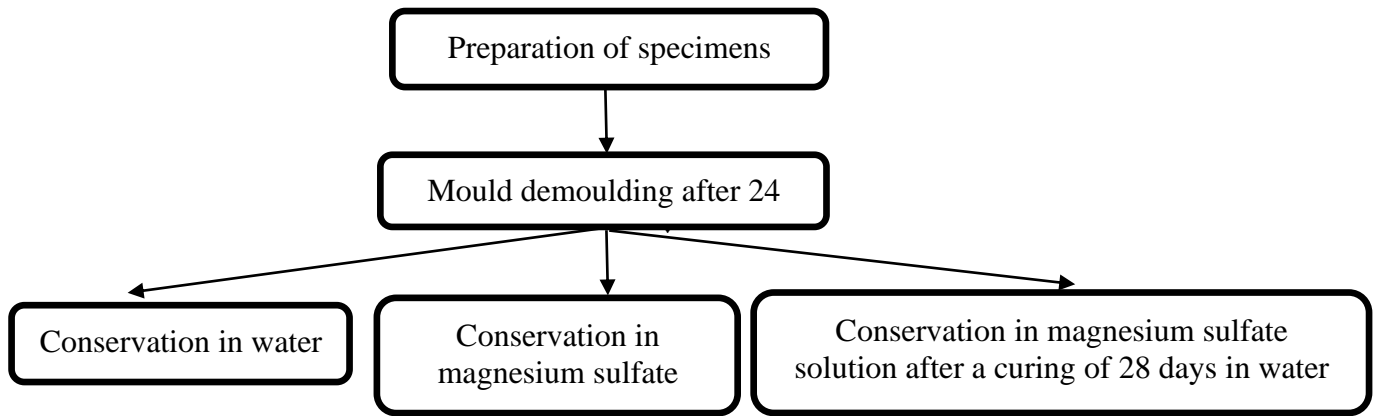 Preparation of specimens
Mould demoulding after 24
Conservation in water
Conservation in
magnesium sulfate
Conservation in magnesium sulfate
solution after a curing of 28 days in water